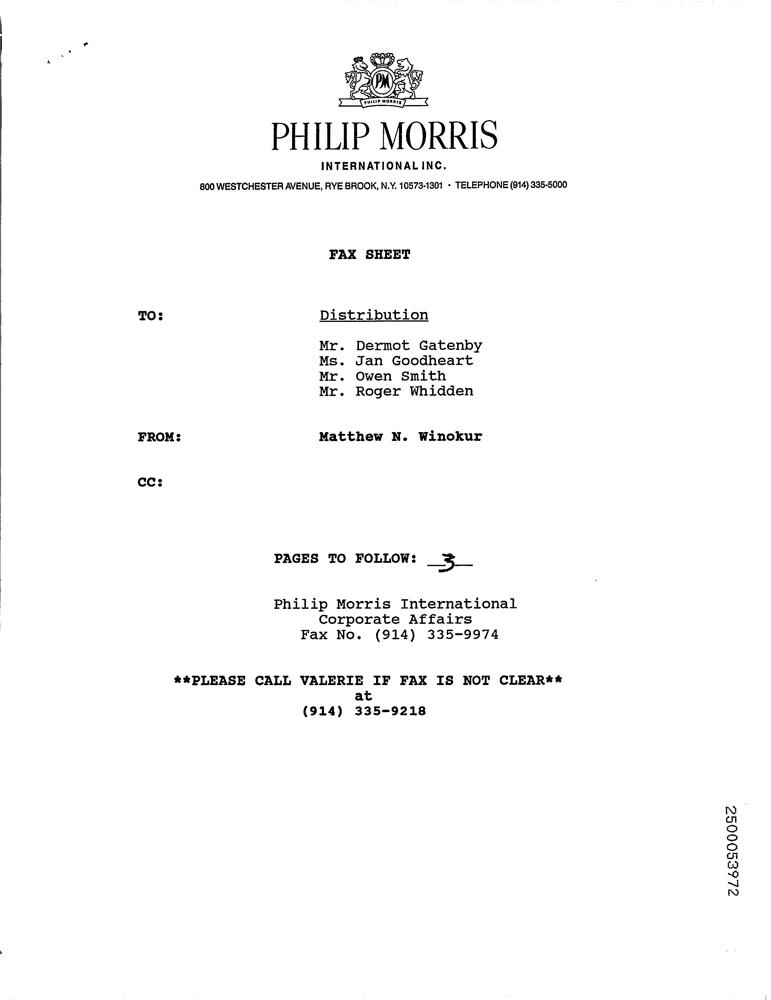 PM
PHILIP MORRIS
PHILIP MORRIS
INTERNATIONAL INC.
800 WESTCHESTER AVENUE, RYE BROOK, N.Y. 10573-1301 · TELEPHONE (914) 335-5000
FAX SHEET
TO: Distribution
Mr. Dermot Gatenby
Ms. Jan Goodheart
Mr. Owen Smith
Mr. Roger Whidden
FROM: Matthew N. Winokur
CC:
PAGES TO FOLLOW: 3
Philip Morris International
Corporate Affairs
Fax No. (914) 335-9974
**PLEASE CALL VALERIE IF FAX IS NOT CLEAR**
at
(914) 335-9218
2500053972